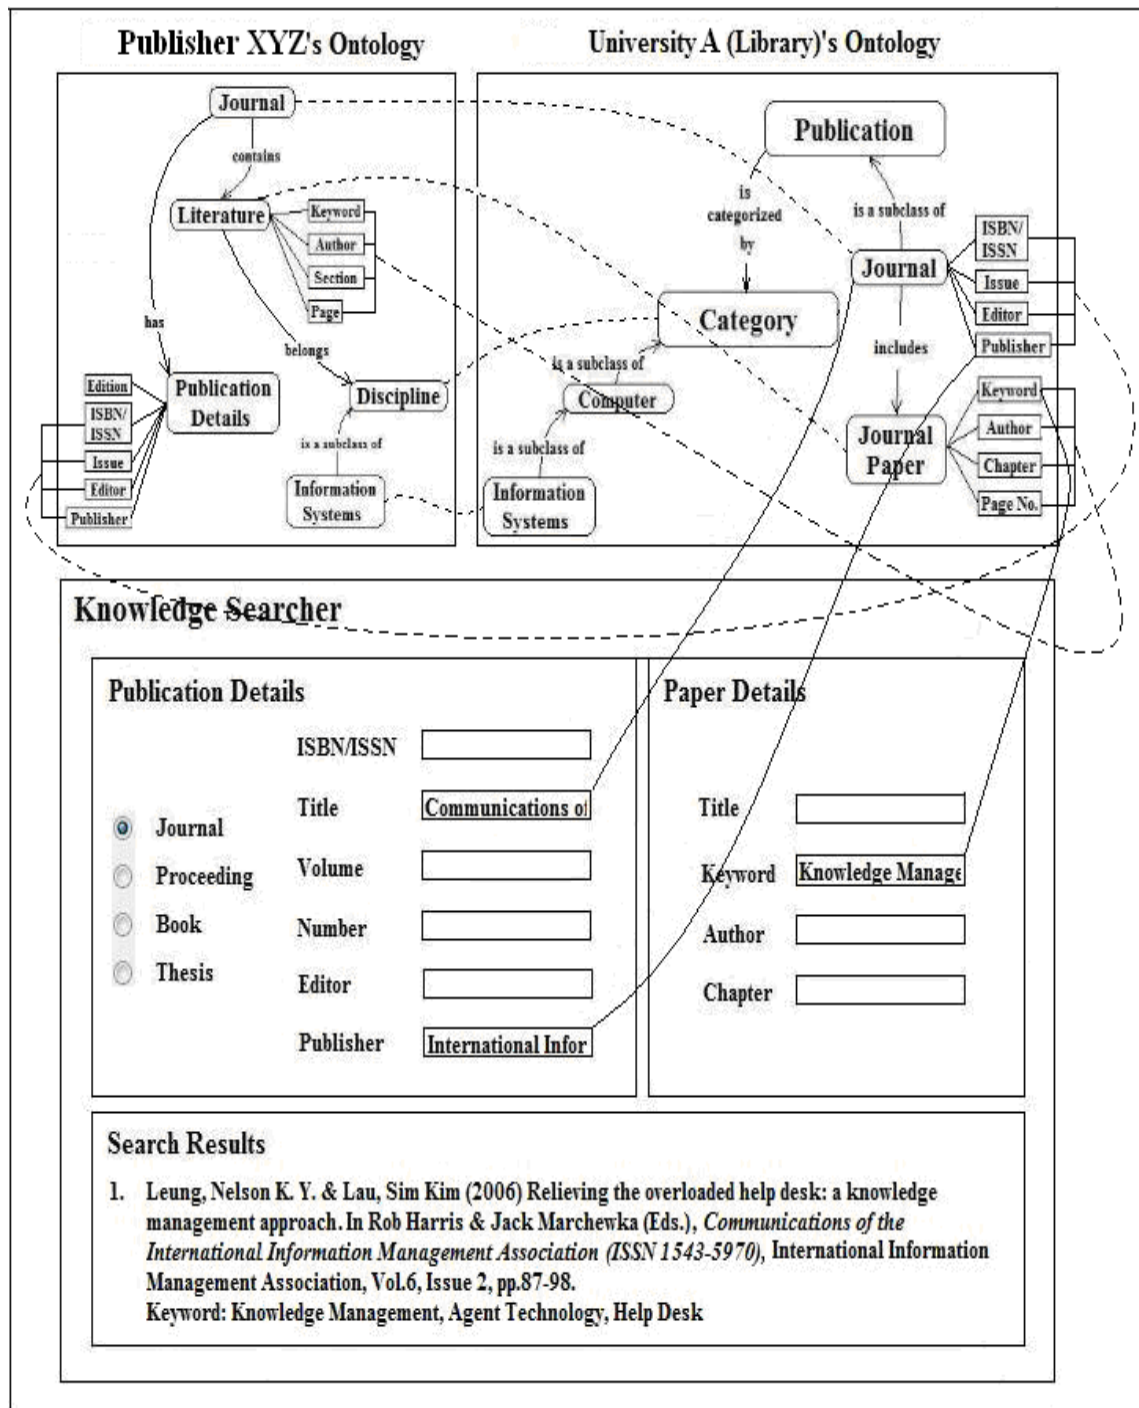 Publisher XYZ's Ontology
University A (Library)'s Ontology
Journal
contains
Literature
Keyword
Author
Section
Page
has
belongs
Edition
ISBN/
ISSN
Issue
Editor
Publisher
Publication
Details
Discipline
is a subclass of
Information
Systems
Publication
is
categorized
by
is a subclass of
Journal
ISBN/
ISSN
Issue
Editor
Publisher
Category
includes
is a subclass of
Computer
is a subclass of
Information
Systems
Journal
Paper
Keyword
Author
Chapter
Page No.
Knowledge Searcher
Publication Details
ISBN/ISSN
Title
Communications of
Volume
Number
Editor
Publisher
International Infor
Journal
Proceeding
Book
Thesis
Paper Details
Title
Keyword
Knowledge Manage
Author
Chapter
Search Results
1. Leung, Nelson K. Y. & Lau, Sim Kim (2006) Relieving the overloaded help desk: a knowledge
management approach. In Rob Harris & Jack Marchewka (Eds.), Communications of the
International Information Management Association (ISSN 1543-5970), International Information
Management Association, Vol.6, Issue 2, pp.87-98.
Keyword: Knowledge Management, Agent Technology, Help Desk